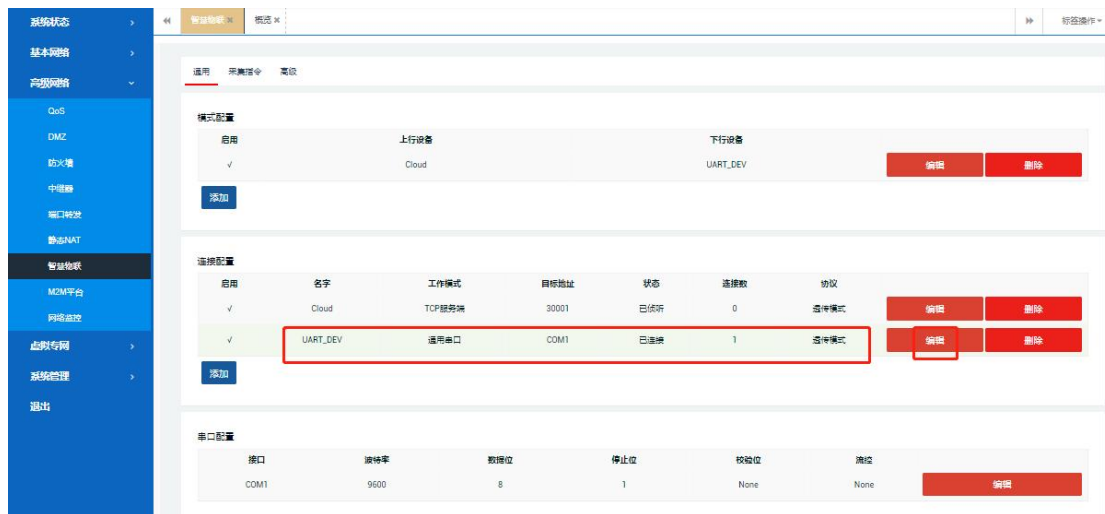 系统状态
基本网络
高级网络
QoS
DMZ
防火墙
中继器
端口转发
静态NAT
智慧物联
M2M平台
网络监控
虚拟专网
系统管理
退出
智慧物联 概览 标签操作
通用 采集指令 高级
模式配置
启用 上行设备 下行设备
√ Cloud UART_DEV 编辑 删除
添加
连接配置
启用 名字 工作模式 目标地址 状态 连接数 协议
√ Cloud TCP服务端 30001 已侦听 0 透传模式 编辑 删除
√ UART_DEV 通用串口 COM1 已连接 1 透传模式 编辑 删除
添加
串口配置
接口 波特率 数据位 停止位 校验位 流控
COM1 9600 8 1 None None 编辑